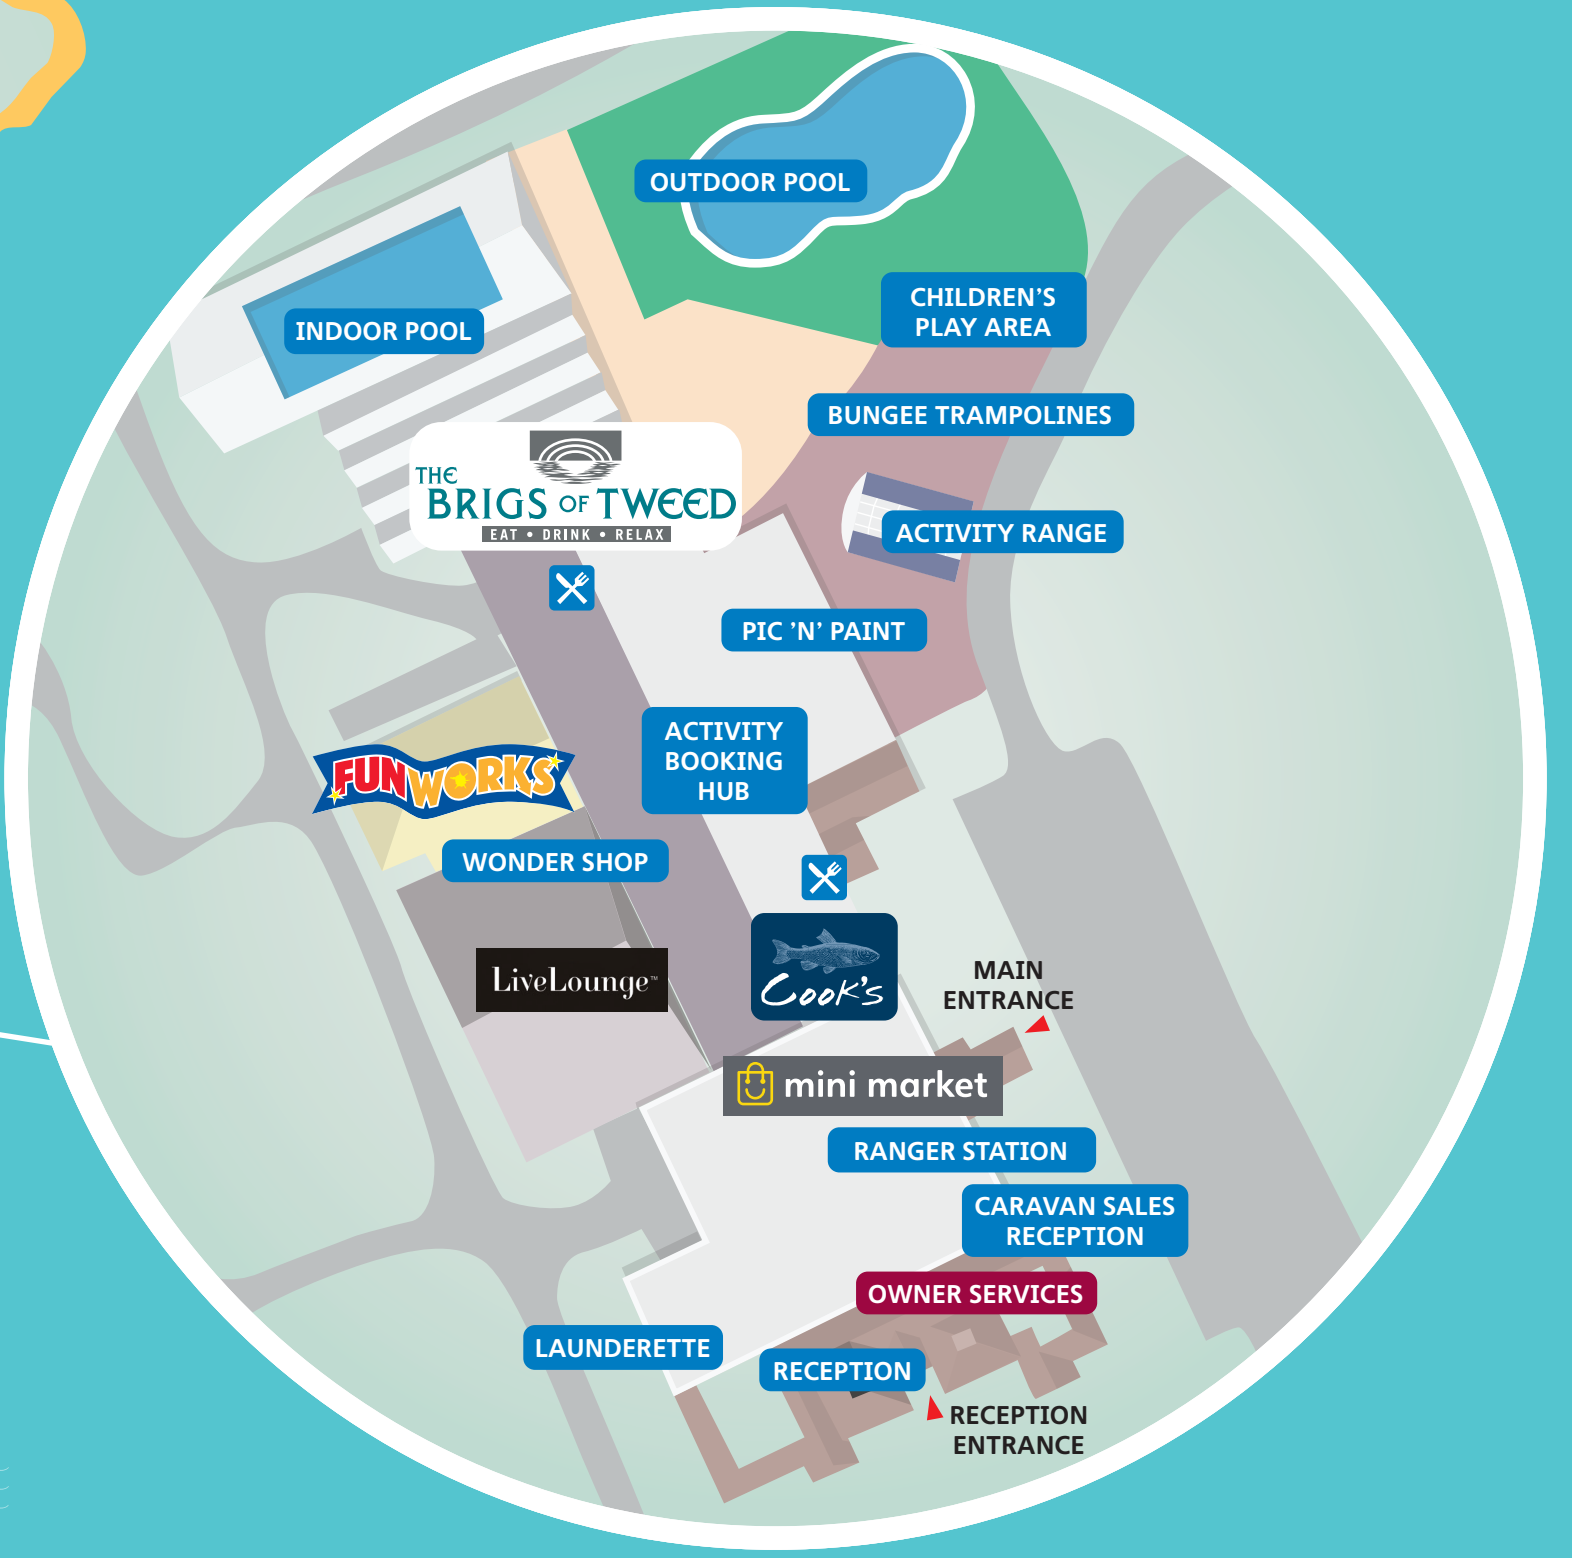 OUTDOOR POOL
CHILDREN’S
PLAY AREA
INDOOR POOL
BUNGEE TRAMPOLINES
THE
BRIGS OF TWEED
EAT • DRINK • RELAX
ACTIVITY RANGE
PIC ’N’ PAINT
ACTIVITY
BOOKING
HUB
FUNWORKS
WONDER SHOP
LiveLounge™
Cook's
MAIN
ENTRANCE
mini market
RANGER STATION
CARAVAN SALES
RECEPTION
OWNER SERVICES
LAUNDERETTE
RECEPTION
RECEPTION
ENTRANCE